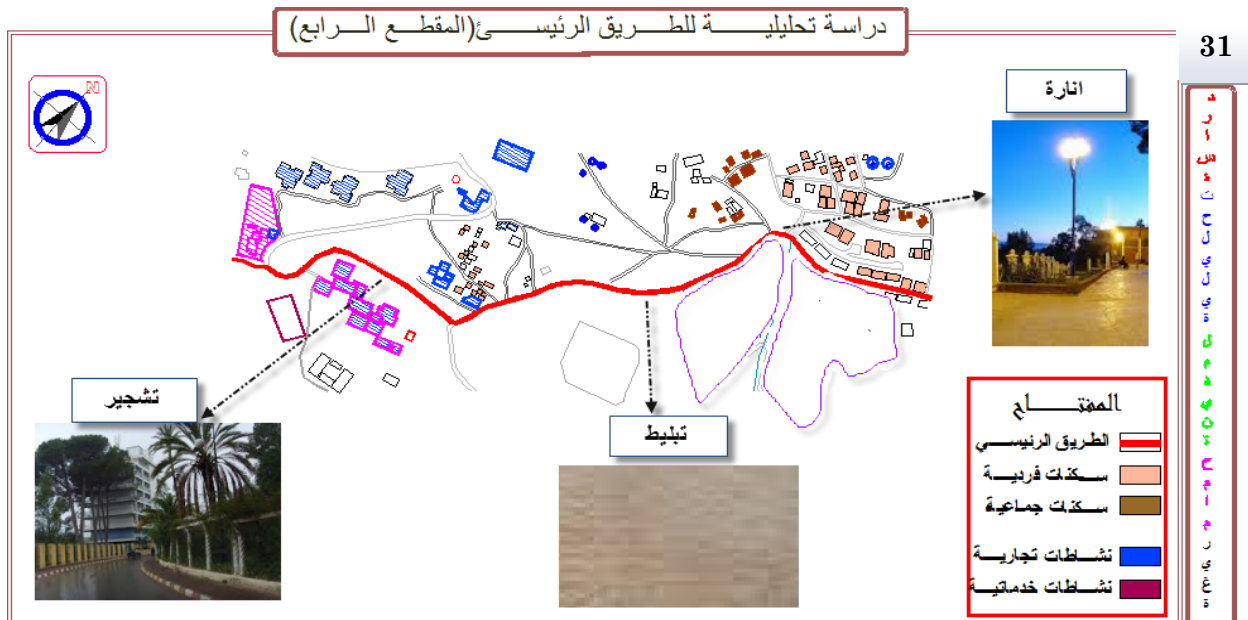 دراسة تحليلية للطريق الرئيسئ(المقطع الرابع)
31
N
انارة
تشجير
تبليط
المفتاح
الطريق الرئيسي
سكنات فردية
سكنات جماعية
نشاطات تجارية
نشاطات خدماتية